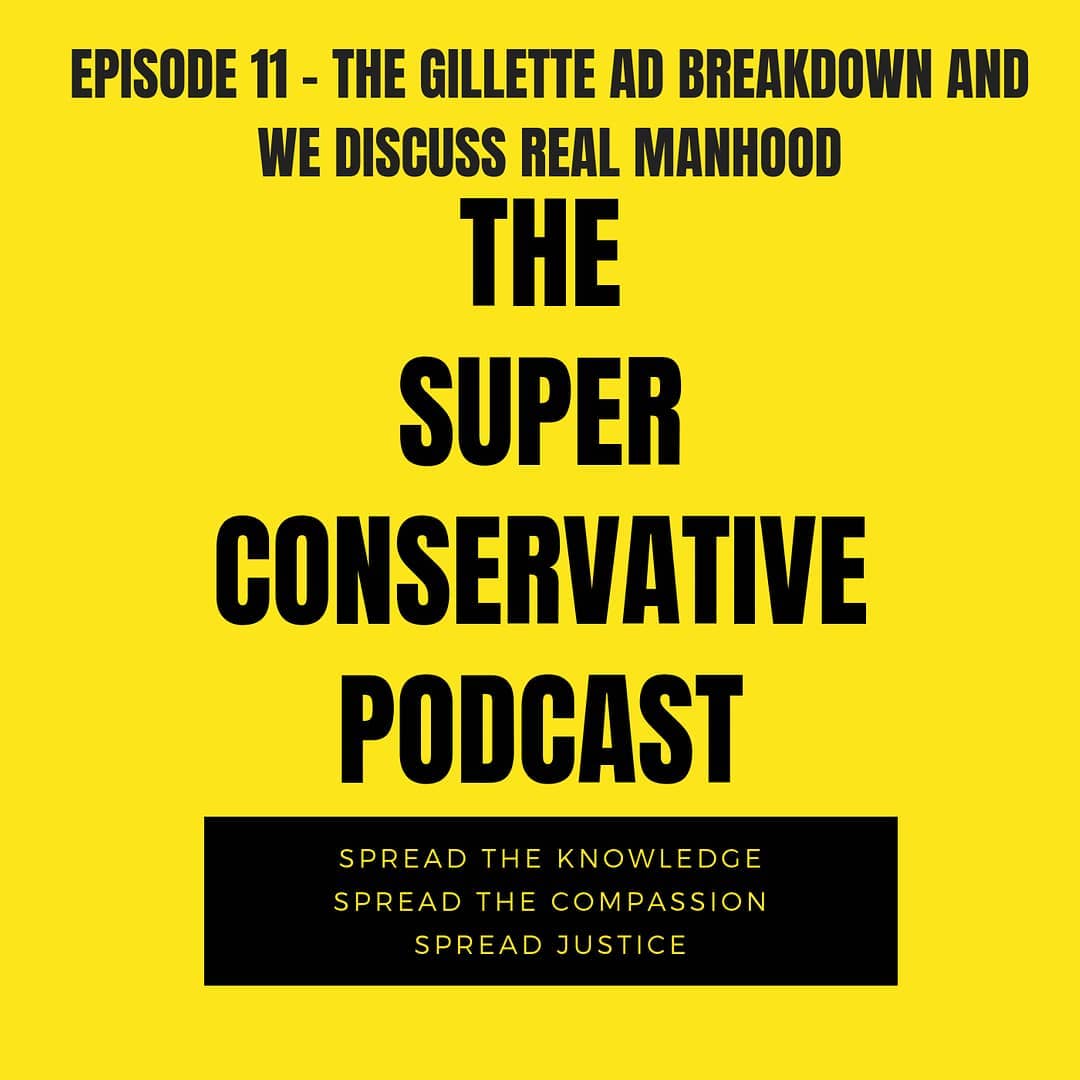 EPISODE 11 - THE GILLETTE AD BREAKDOWN AND
WE DISCUSS REAL MANHOOD
THE
SUPER
CONSERVATIVE
PODCAST
SPREAD THE KNOWLEDGE
SPREAD THE COMPASSION
SPREAD JUSTICE